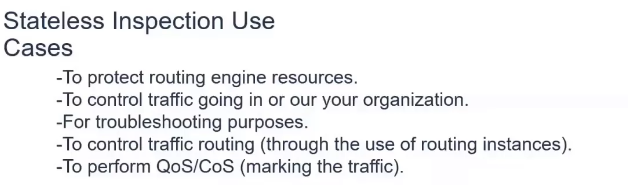 Stateless Inspection Use
Cases
-To protect routing engine resources.
-To control traffic going in or our your organization.
-For troubleshooting purposes.
-To control traffic routing (through the use of routing instances).
-To perform QoS/CoS (marking the traffic).